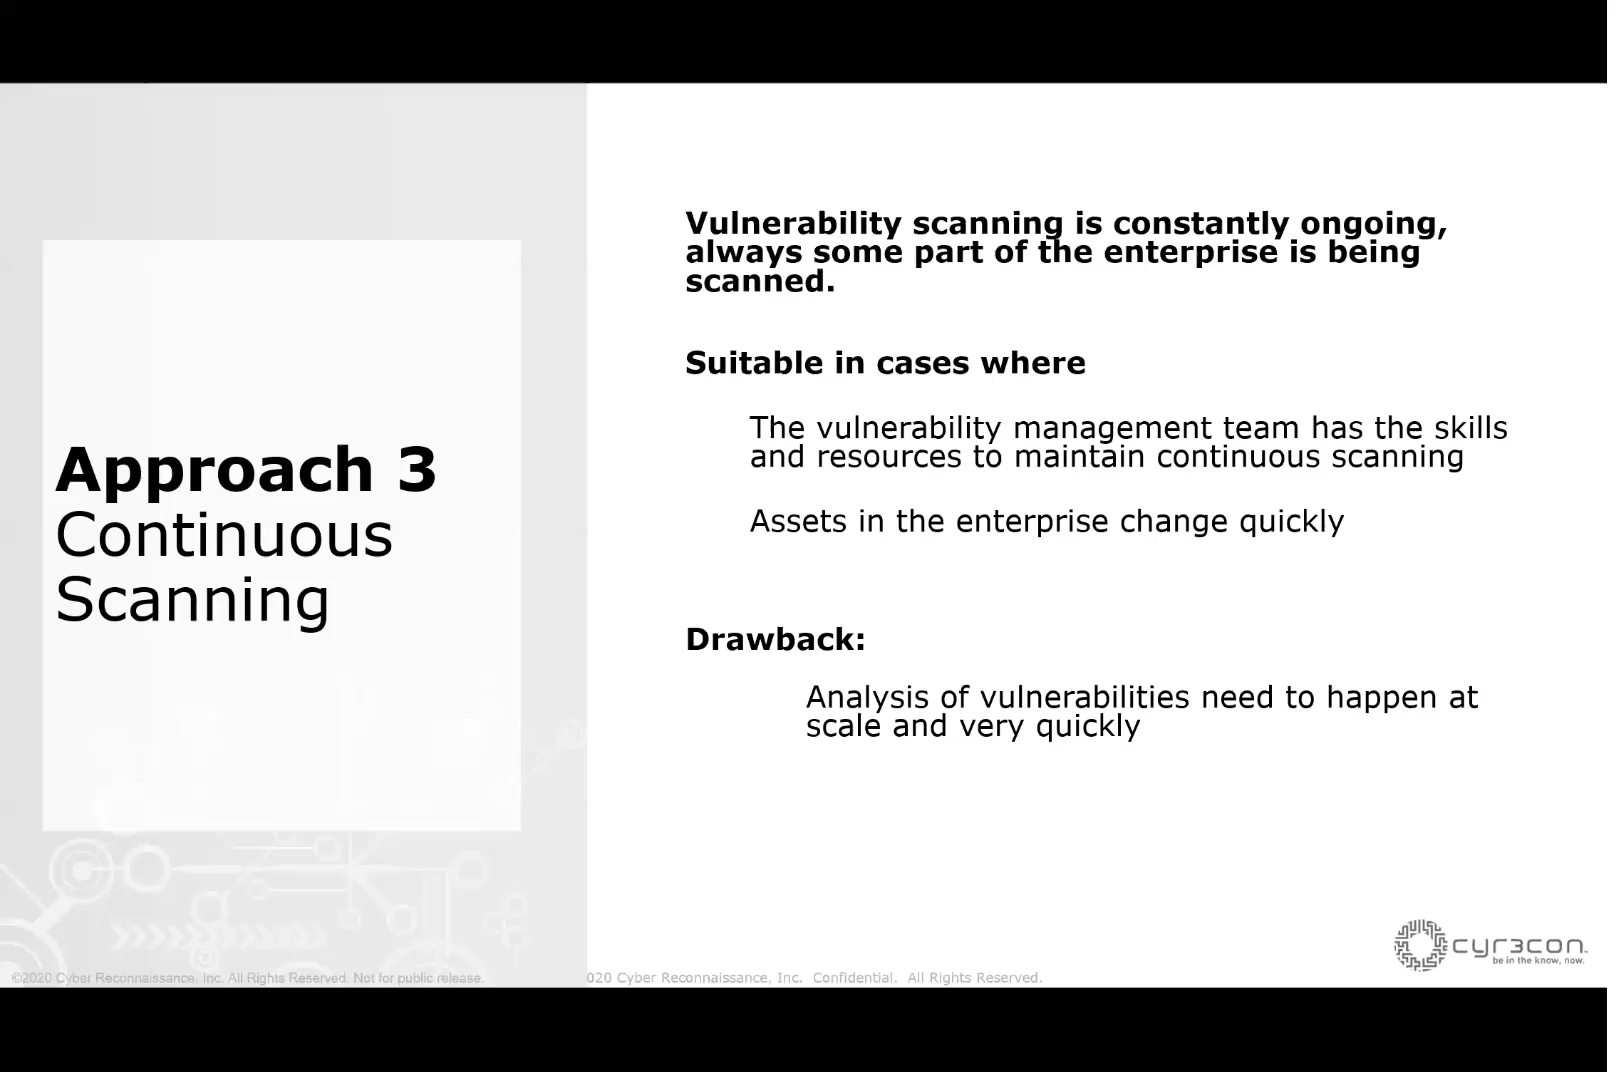 Approach 3
Continuous
Scanning
Vulnerability scanning is constantly ongoing,
always some part of the enterprise is being
scanned.
Suitable in cases where
The vulnerability management team has the skills
and resources to maintain continuous scanning
Assets in the enterprise change quickly
Drawback:
Analysis of vulnerabilities need to happen at
scale and very quickly
cyr3con™
be in the know, now.
©2020 Cyber Reconnaissance, Inc. All Rights Reserved. Not for public release.
020 Cyber Reconnaissance, Inc. Confidential. All Rights Reserved.